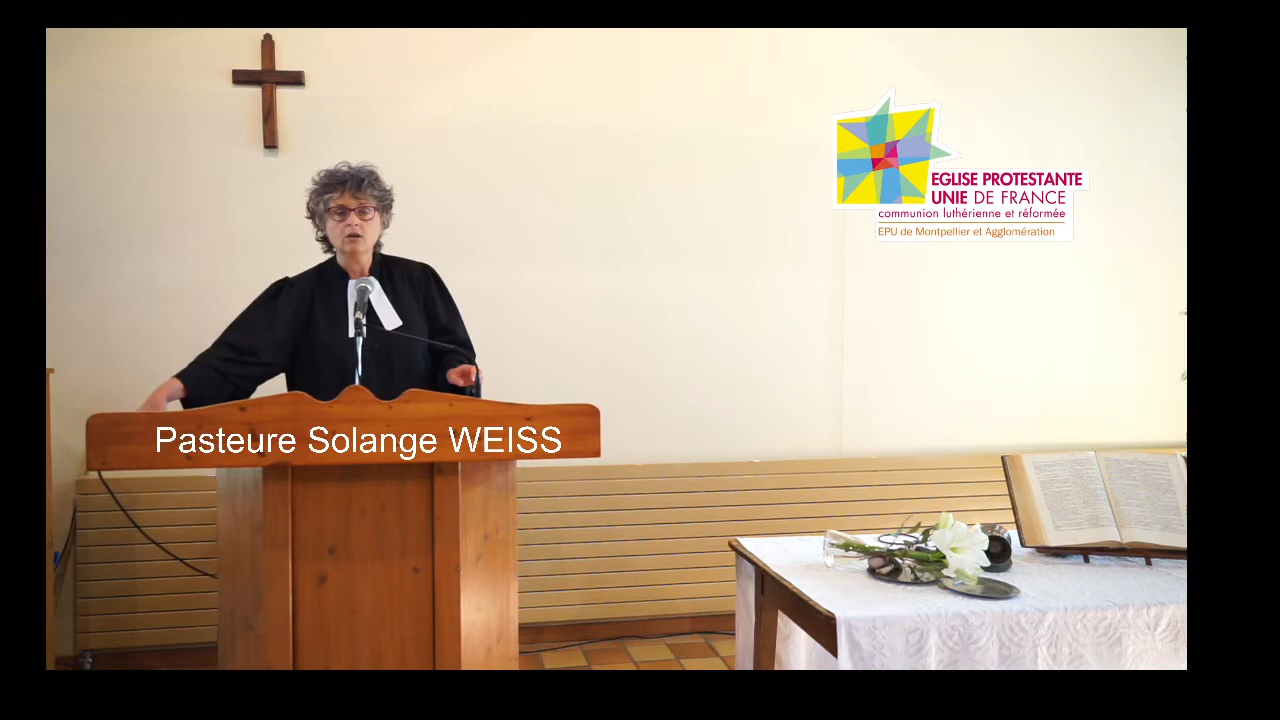 EGLISE PROTESTANTE
UNIE DE FRANCE
communion luthérienne et réformée
EPU de Montpellier et Agglomération
Pasteure Solange WEISS